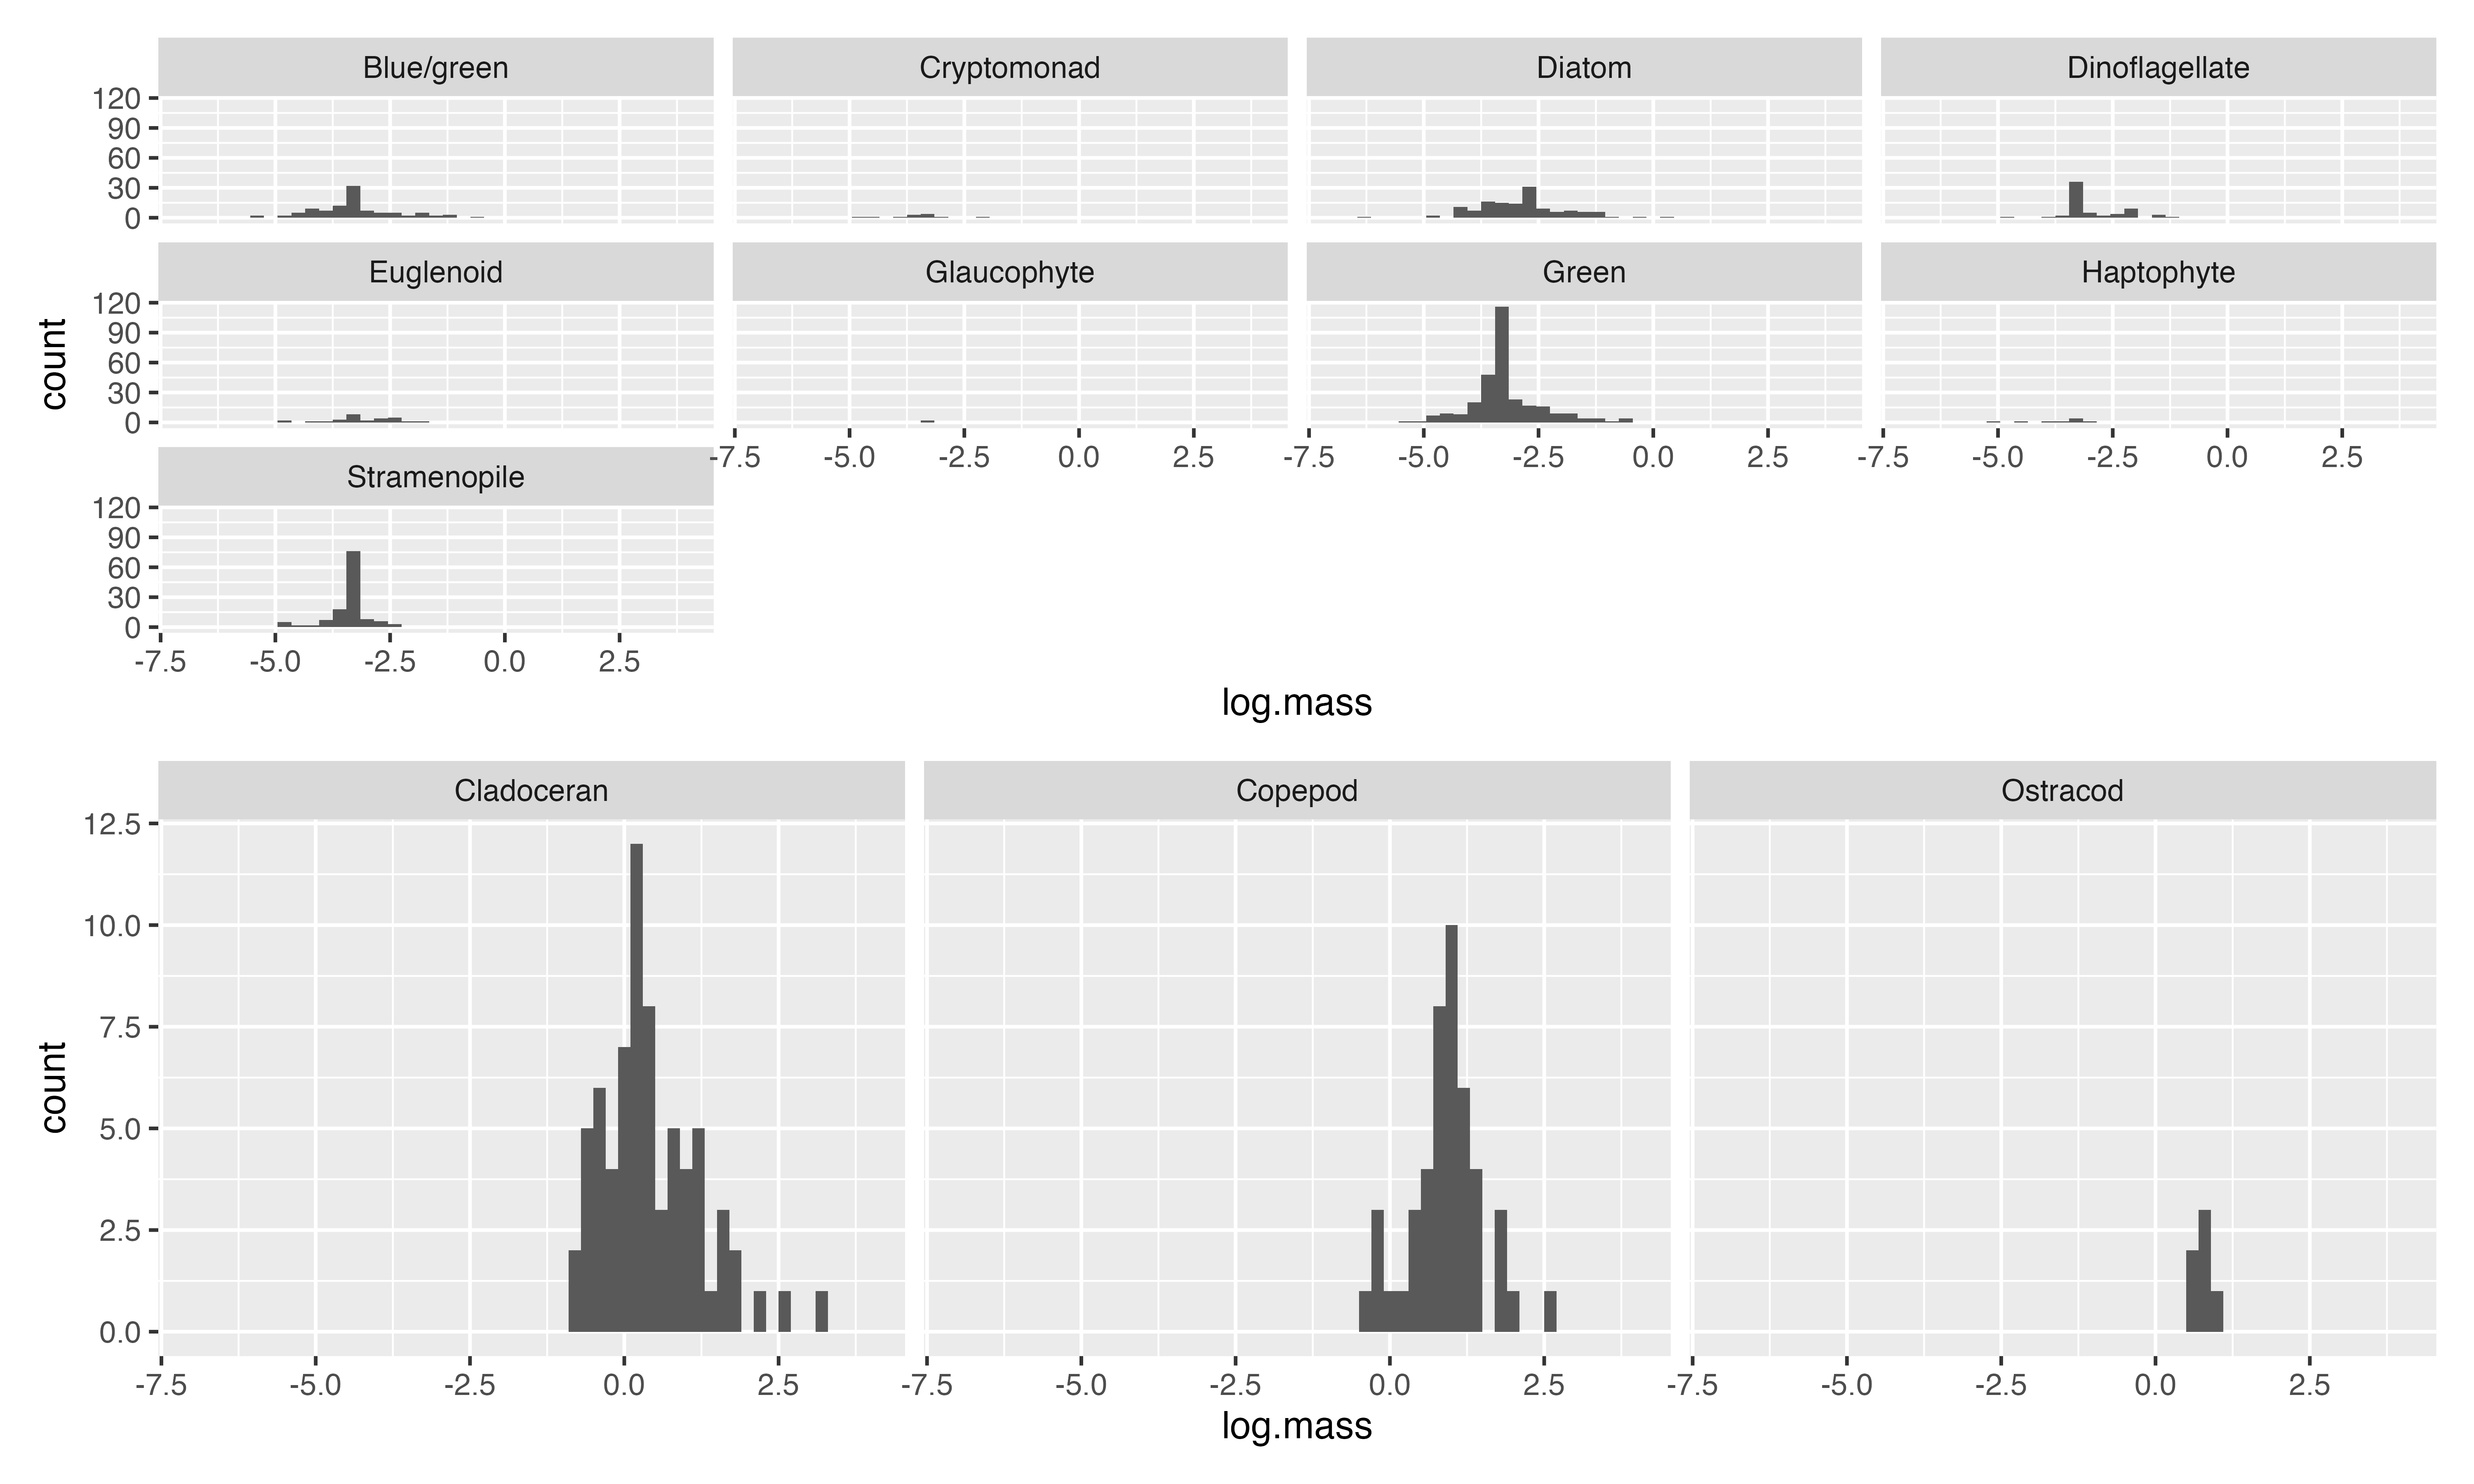 Blue/green Cryptomonad Diatom Dinoflagellate
120
90
60
30
0
Euglenoid Glaucophyte Green Haptophyte
120
90
60
30
0
-7.5 -5.0 -2.5 0.0 2.5 -7.5 -5.0 -2.5 0.0 2.5 -7.5 -5.0 -2.5 0.0 2.5
Stramenopile
120
90
60
30
0
-7.5 -5.0 -2.5 0.0 2.5
count
log.mass
Cladoceran Copepod Ostracod
12.5
10.0
7.5
5.0
2.5
0.0
-7.5 -5.0 -2.5 0.0 2.5 -7.5 -5.0 -2.5 0.0 2.5 -7.5 -5.0 -2.5 0.0 2.5
count
log.mass